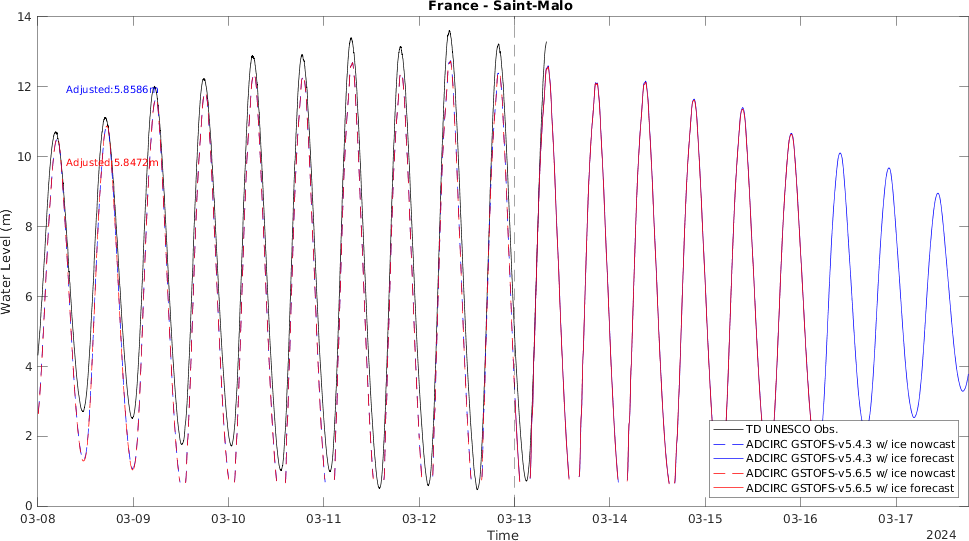 France - Saint-Malo
14
12
10
8
6
4
2
0
Water Level (m)
Adjusted:5.8586m
Adjusted:5.8472m
TD UNESCO Obs.
ADCIRC GSTOFS-v5.4.3 w/ ice nowcast
ADCIRC GSTOFS-v5.4.3 w/ ice forecast
ADCIRC GSTOFS-v5.6.5 w/ ice nowcast
ADCIRC GSTOFS-v5.6.5 w/ ice forecast
03-08 03-09 03-10 03-11 03-12 03-13 03-14 03-15 03-16 03-17
Time
2024